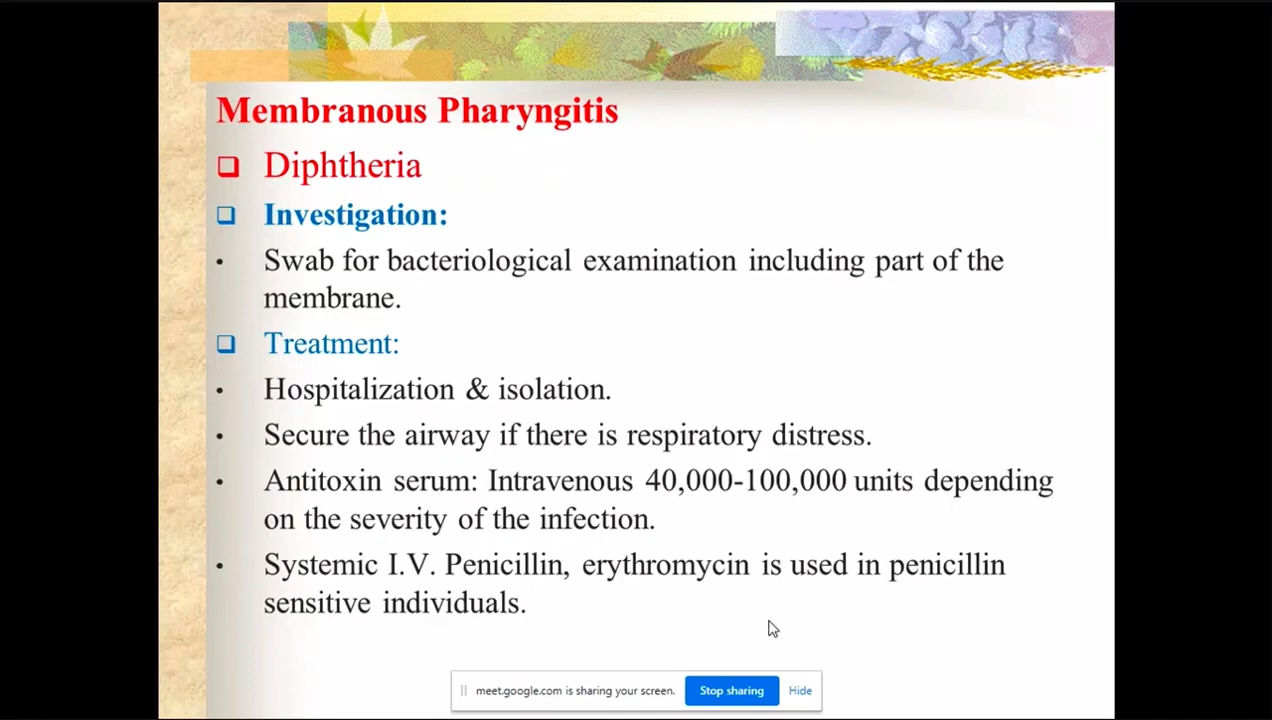 Membranous Pharyngitis
Diphtheria
Investigation:
• Swab for bacteriological examination including part of the
membrane.
Treatment:
• Hospitalization & isolation.
• Secure the airway if there is respiratory distress.
• Antitoxin serum: Intravenous 40,000-100,000 units depending
on the severity of the infection.
• Systemic I.V. Penicillin, erythromycin is used in penicillin
sensitive individuals.
meet.google.com is sharing your screen. Stop sharing Hide